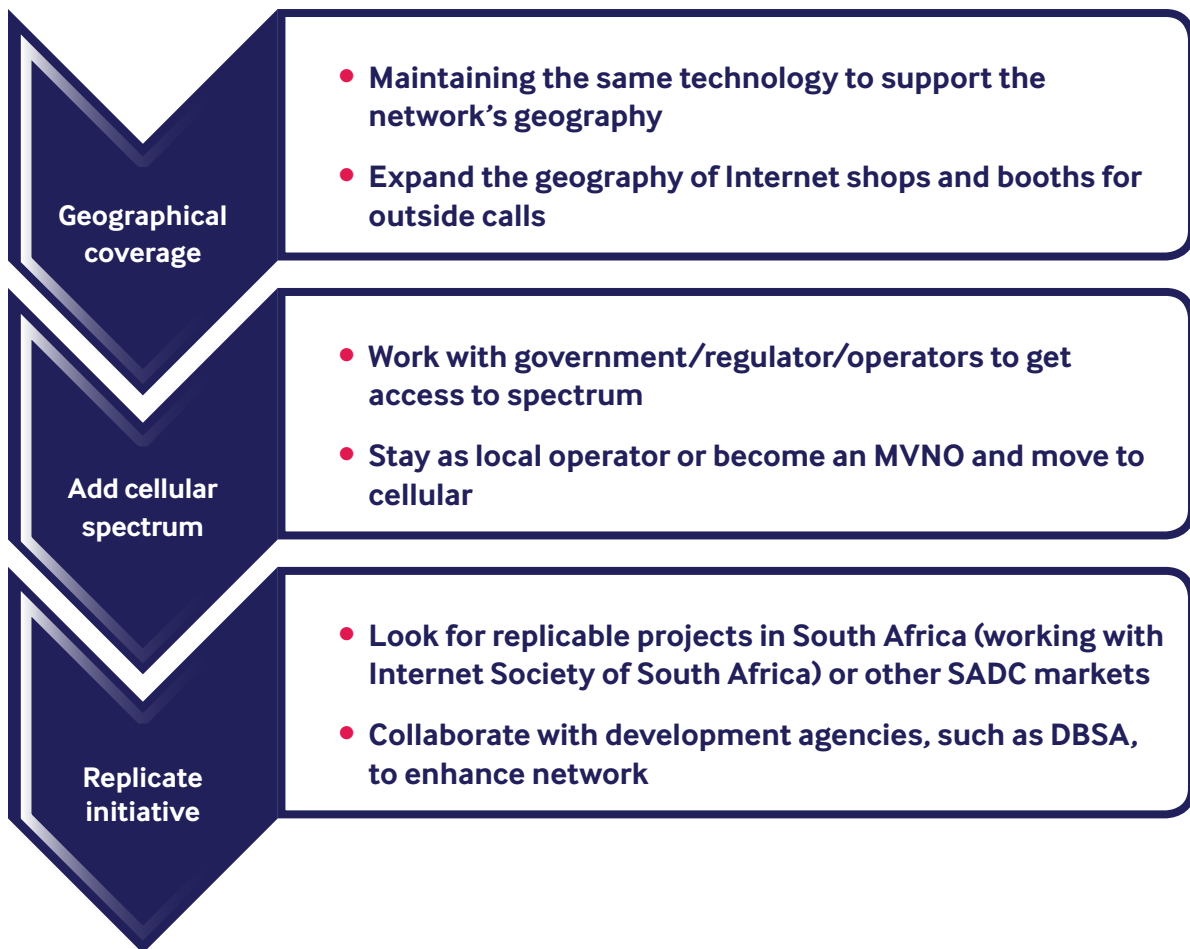 Geographical
coverage
• Maintaining the same technology to support the
network’s geography
• Expand the geography of Internet shops and booths for
outside calls
Add cellular
spectrum
• Work with government/regulator/operators to get
access to spectrum
• Stay as local operator or become an MVNO and move to
cellular
Replicate
initiative
• Look for replicable projects in South Africa (working with
Internet Society of South Africa) or other SADC markets
• Collaborate with development agencies, such as DBSA,
to enhance network